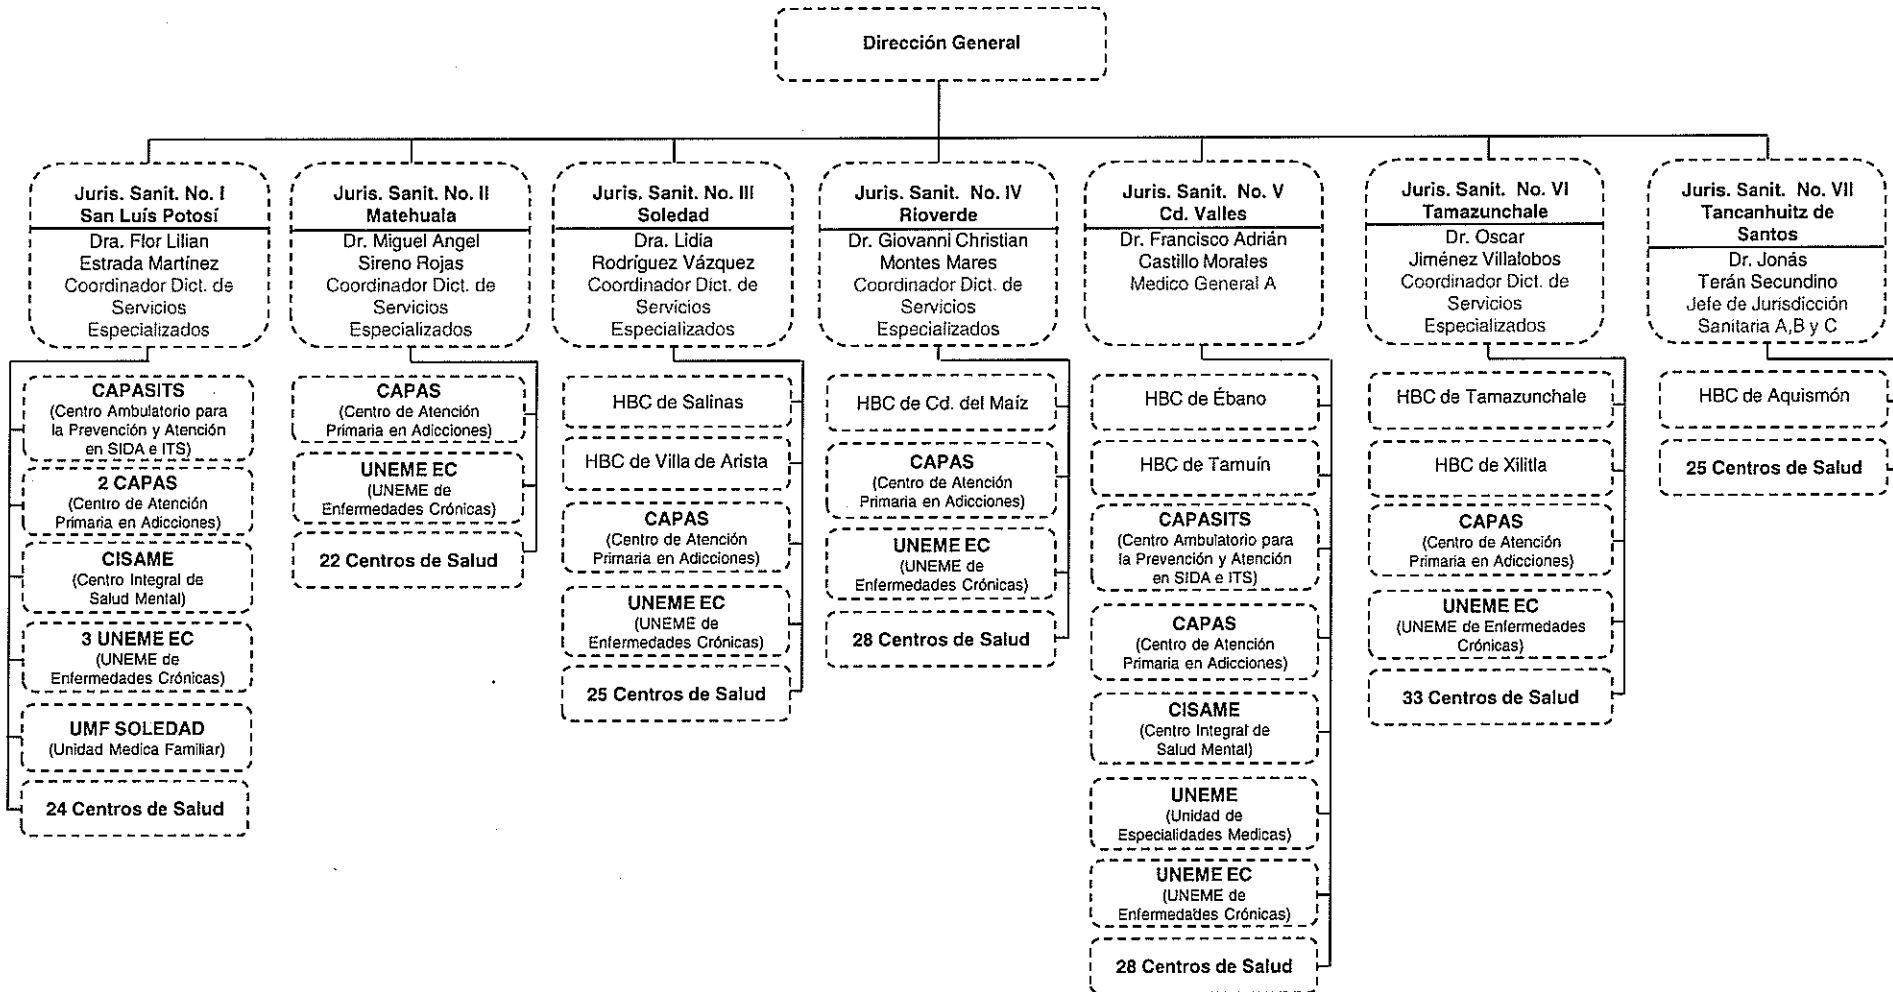 Dirección General
Juris. Sanit. No. I
San Luís Potosí
Dra. Flor Lilian
Estrada Martínez
Coordinador Dict. de
Servicios
Especializados
CAPASITS
(Centro Ambulatorio para
la Prevención y Atención
en SIDA e ITS)
2 CAPAS
(Centro de Atención
Primaria en Adicciones)
CISAME
(Centro Integral de
Salud Mental)
3 UNEME EC
(UNEME de
Enfermedades Crónicas)
UMF SOLEDAD
(Unidad Medica Familiar)
24 Centros de Salud
Juris. Sanit. No. II
Matehuala
Dr. Miguel Angel
Sireno Rojas
Coordinador Dict. de
Servicios
Especializados
CAPAS
(Centro de Atención
Primaria en Adicciones)
UNEME EC
(UNEME de
Enfermedades Crónicas)
22 Centros de Salud
Juris. Sanit. No. III
Soledad
Dra. Lidia
Rodríguez Vázquez
Coordinador Dict. de
Servicios
Especializados
HBC de Salinas
HBC de Villa de Arista
CAPAS
(Centro de Atención
Primaria en Adicciones)
UNEME EC
(UNEME de
Enfermedades Crónicas)
25 Centros de Salud
Juris. Sanit. No. IV
Rioverde
Dr. Giovanni Christian
Montes Mares
Coordinador Dict. de
Servicios
Especializados
HBC de Cd. del Maíz
CAPAS
(Centro de Atención
Primaria en Adicciones)
UNEME EC
(UNEME de
Enfermedades Crónicas)
28 Centros de Salud
Juris. Sanit. No. V
Cd. Valles
Dr. Francisco Adrián
Castillo Morales
Medico General A
HBC de Ébano
HBC de Tamuín
CAPASITS
(Centro Ambulatorio para
la Prevención y Atención
en SIDA e ITS)
CAPAS
(Centro de Atención
Primaria en Adicciones)
CISAME
(Centro Integral de
Salud Mental)
UNEME
(Unidad de
Especialidades Medicas)
UNEME EC
(UNEME de
Enfermedades Crónicas)
28 Centros de Salud
Juris. Sanit. No. VI
Tamazunchale
Dr. Oscar
Jiménez Villalobos
Coordinador Dict. de
Servicios
Especializados
HBC de Tamazunchale
HBC de Xilitla
CAPAS
(Centro de Atención
Primaria en Adicciones)
UNEME EC
(UNEME de Enfermedades
Crónicas)
33 Centros de Salud
Juris. Sanit. No. VII
Tancanhuitz de
Santos
Dr. Jonás
Terán Secundino
Jefe de Jurisdicción
Sanitaria A,B y C
HBC de Aquismón
25 Centros de Salud